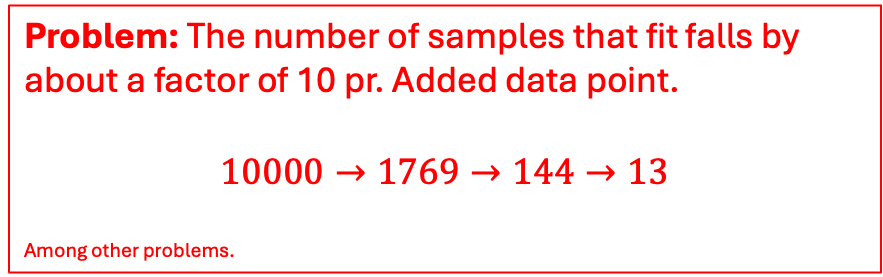 Problem: The number of samples that fit falls by
about a factor of 10 pr. Added data point.
10000 → 1769 → 144 → 13
Among other problems.